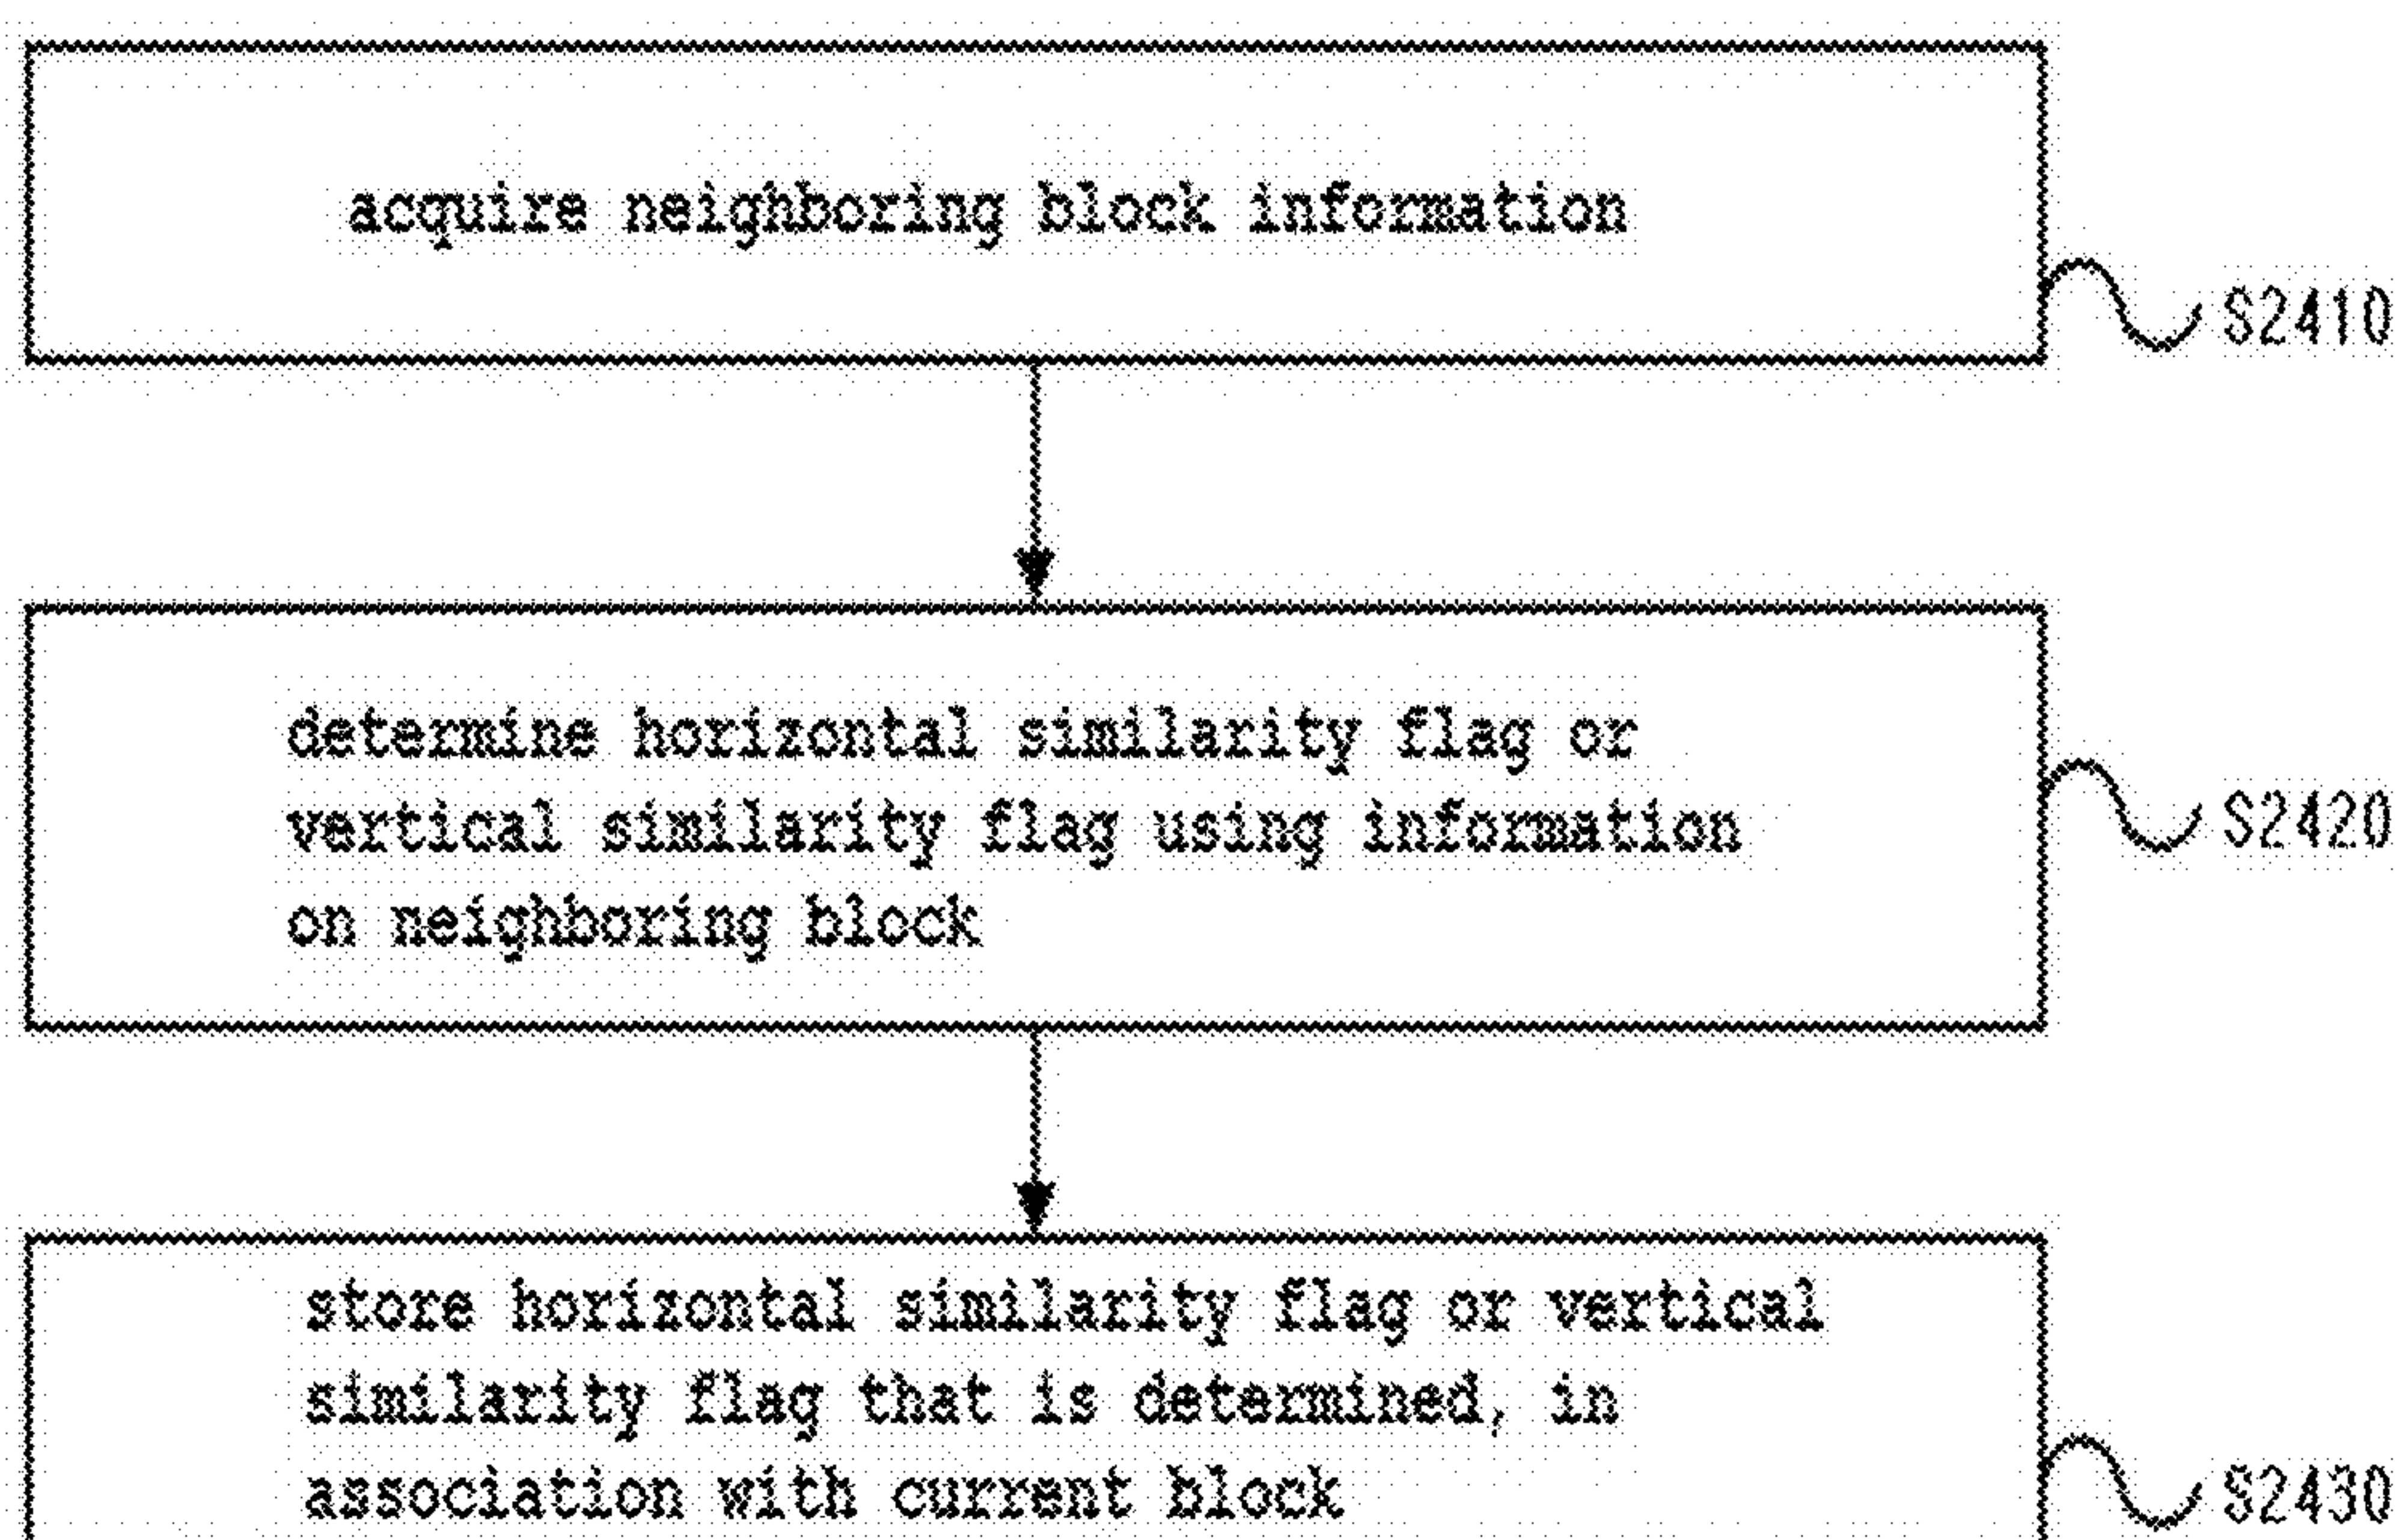 acquire neighboring block information
S2410
determine horizontal similarity flag or
vertical similarity flag using information
on neighboring block
S2420
store horizontal similarity flag or vertical
similarity flag that is determined, in
association with current block
S2430